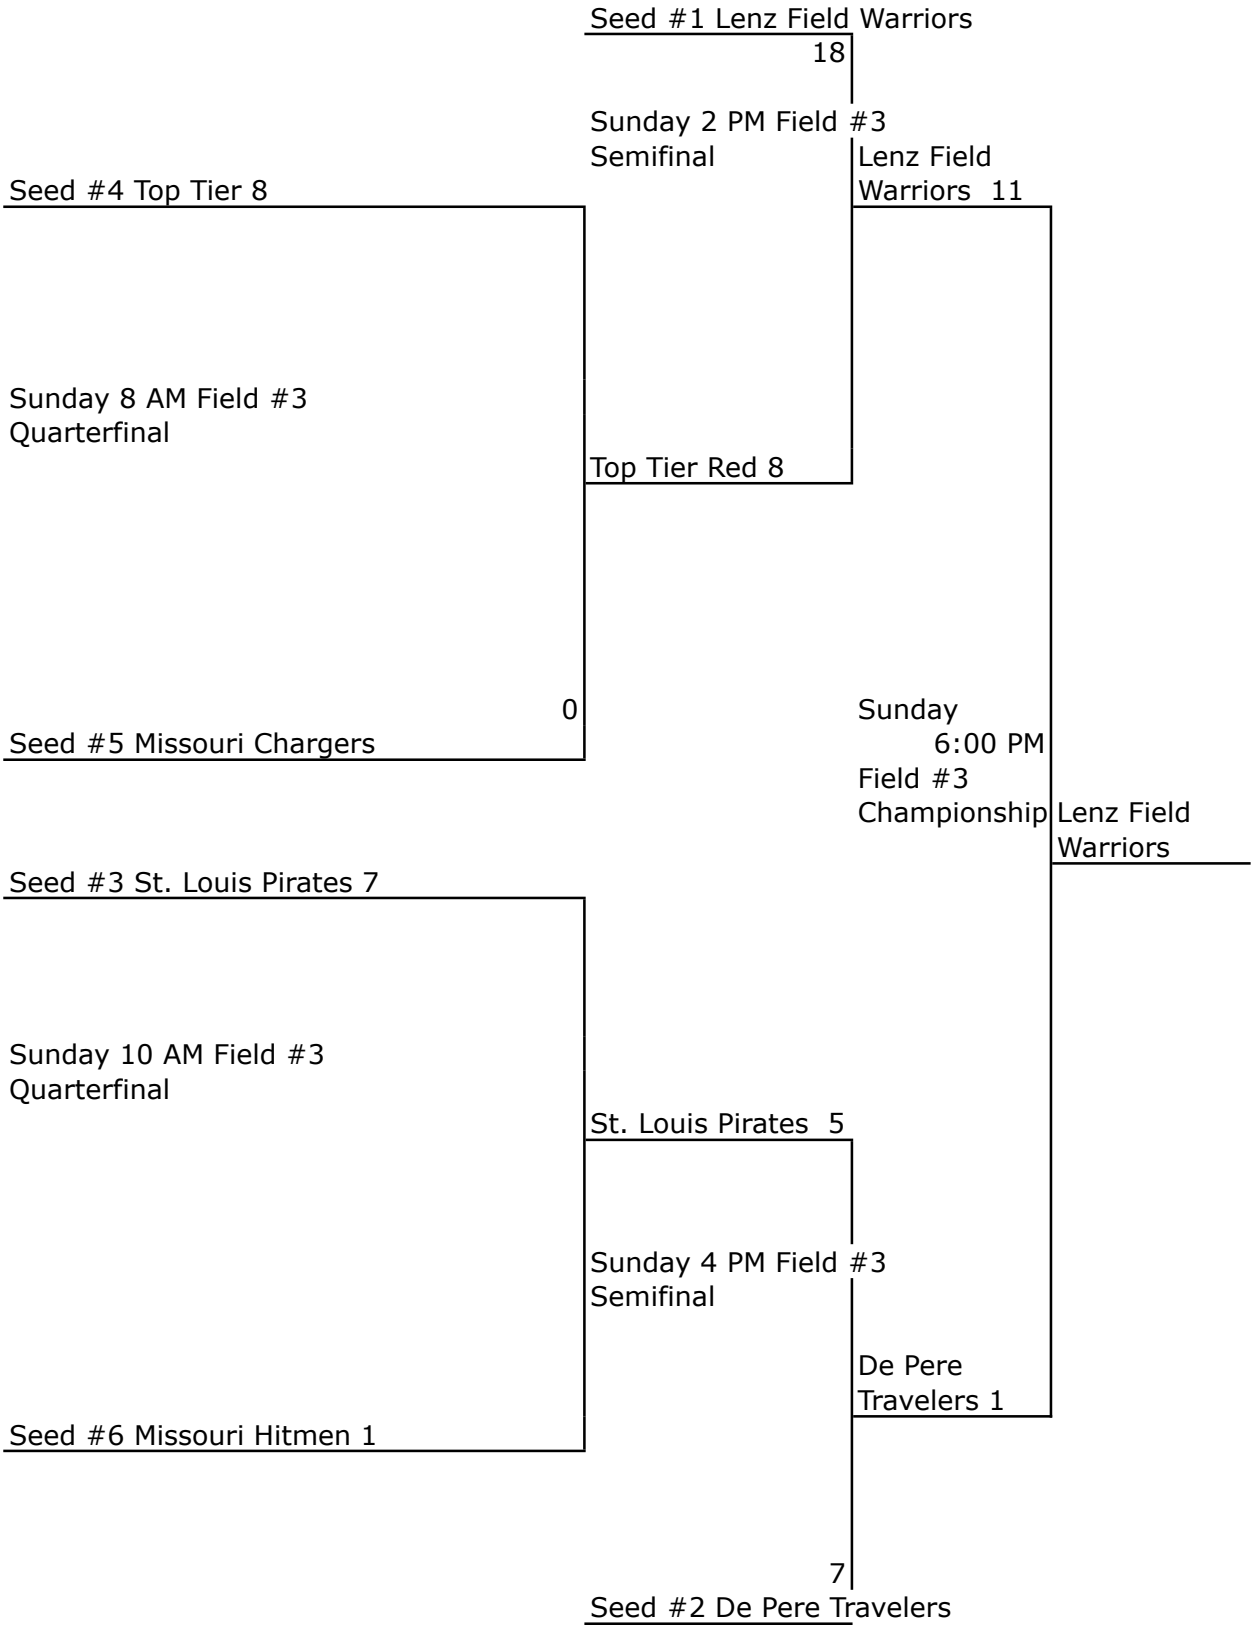 Seed #1 Lenz Field Warriors
18
Sunday 2 PM Field #3
Semifinal
Lenz Field
Warriors  11
Seed #4 Top Tier 8
Sunday 8 AM Field #3
Quarterfinal
Top Tier Red 8
0
Seed #5 Missouri Chargers
Sunday
6:00 PM
Field #3
Championship
Lenz Field
Warriors
Seed #3 St. Louis Pirates 7
Sunday 10 AM Field #3
Quarterfinal
St. Louis Pirates  5
Sunday 4 PM Field #3
Semifinal
De Pere
Travelers 1
Seed #6 Missouri Hitmen 1
7
Seed #2 De Pere Travelers